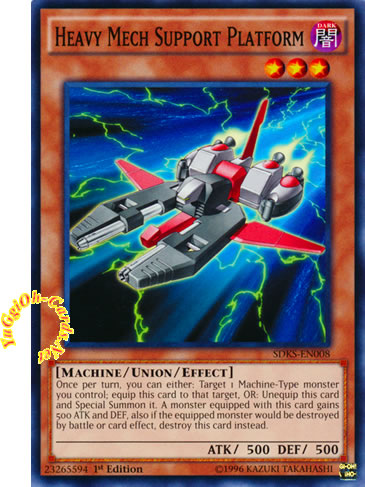 HEAVY MECH SUPPORT PLATFORM
DARK
闇
YuGgiOh-Cards.Net
SDKS-EN008
[MACHINE/UNION/EFFECT]
Once per turn, you can either: Target 1 Machine-Type monster
you control; equip this card to that target, OR: Unequip this card
and Special Summon it. A monster equipped with this card gains
500 ATK and DEF, also if the equipped monster would be destroyed
by battle or card effect, destroy this card instead.
ATK/ 500 DEF/ 500
23265594 1st Edition ©1996 KAZUKI TAKAHASHI